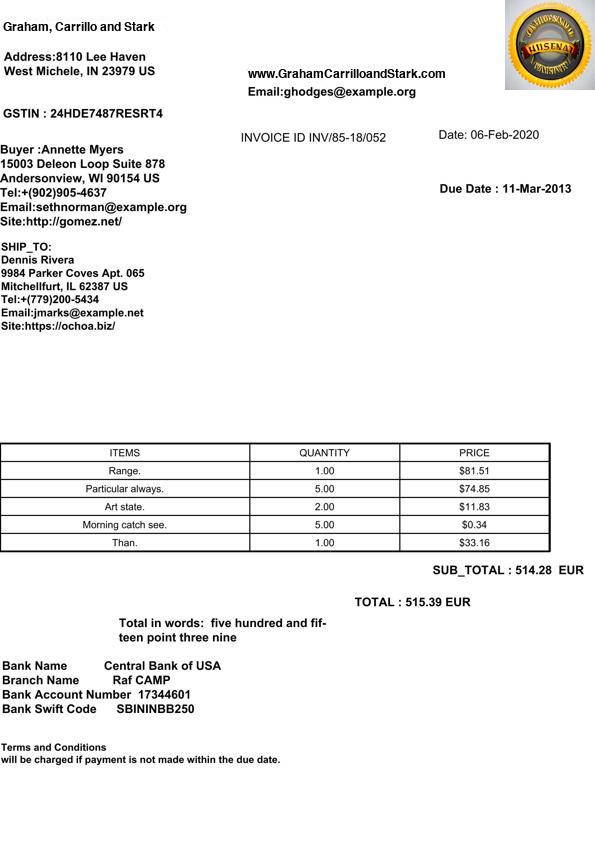 Graham, Carrillo and Stark
Address:8110 Lee Haven
West Michele, IN 23979 US
www.GrahamCarrilloandStark.com
Email:ghodges@example.org
GSTIN : 24HDE7487RESRT4
INVOICE ID INV/85-18/052
Date: 06-Feb-2020
Due Date : 11-Mar-2013
Buyer :Annette Myers
15003 Deleon Loop Suite 878
Andersonview, WI 90154 US
Tel:+(902)905-4637
Email:sethnorman@example.org
Site:http://gomez.net/
SHIP_TO:
Dennis Rivera
9984 Parker Coves Apt. 065
Mitchellfurt, IL 62387 US
Tel:+(779)200-5434
Email:jmarks@example.net
Site:https://ochoa.biz/
ITEMS QUANTITY PRICE
Range. 1.00 $81.51
Particular always. 5.00 $74.85
Art state. 2.00 $11.83
Morning catch see. 5.00 $0.34
Than. 1.00 $33.16
SUB_TOTAL : 514.28 EUR
TOTAL : 515.39 EUR
Total in words: five hundred and fif-
teen point three nine
Bank Name Central Bank of USA
Branch Name Raf CAMP
Bank Account Number 17344601
Bank Swift Code SBININBB250
Terms and Conditions
will be charged if payment is not made within the due date.